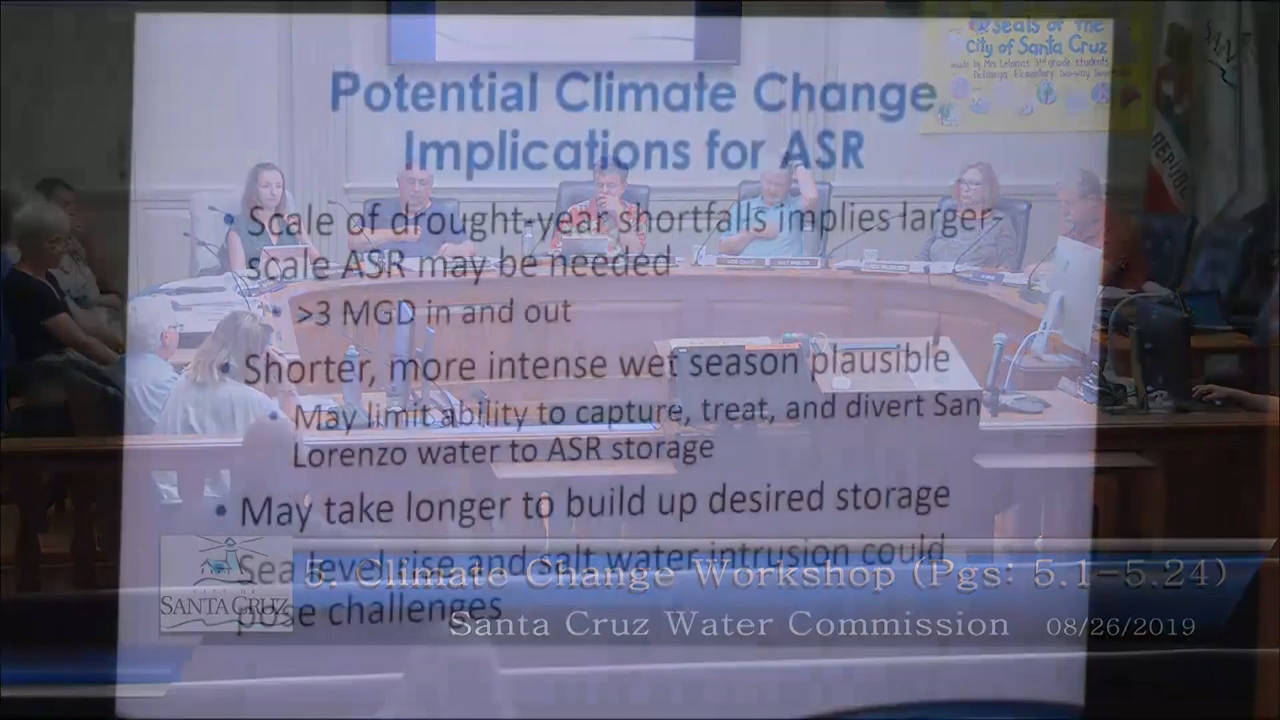 Seals of the
City of Santa Cruz
Potential Climate Change
Implications for ASR
REPUBL
• Scale of drought-year shortfalls implies larger-
scale ASR may be needed
• >3 MGD in and out
• Shorter, more intense wet season plausible
• May limit ability to capture, treat, and divert San
Lorenzo water to ASR storage
• May take longer to build up desired storage
Sea level rise and salt water intrusion could
pose challenges
CITY OF
SANTA CRUZ
5. Climate Change Workshop (Pgs: 5.1-5.24)
Santa Cruz Water Commission 08/26/2019